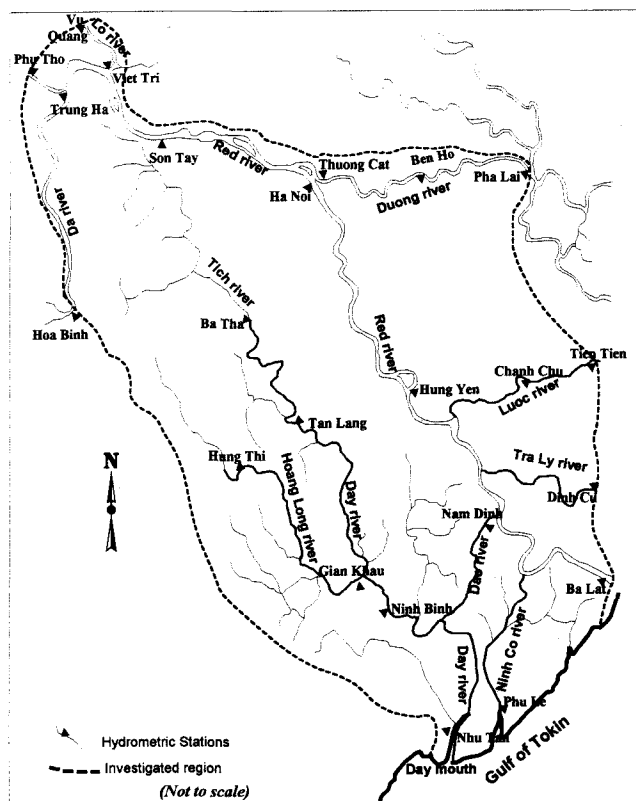 Vu
Quang
Lo river
Phu Tho
Viet Tri
Trung Ha
Son Tay
Red river
Thuong Cat
Ben Ho
Pha Lai
Ha Noi
Duong river
Da river
Tich river
Hoa Binh
Ba Tha
Red river
Tien Tien
Chanh Chu
Hung Yen
Luoc river
Tan Lang
Hung Thi
Tra Ly river
N
Hoang Long river
Day river
Dinh Cu
Nam Dinh
Dao river
Gian Khau
Ba Lat
Ninh Binh
Day river
Ninh Co river
Phu Le
Nhu Tan
Gulf of Tokin
Day mouth
Hydrometric Stations
Investigated region
(Not to scale)